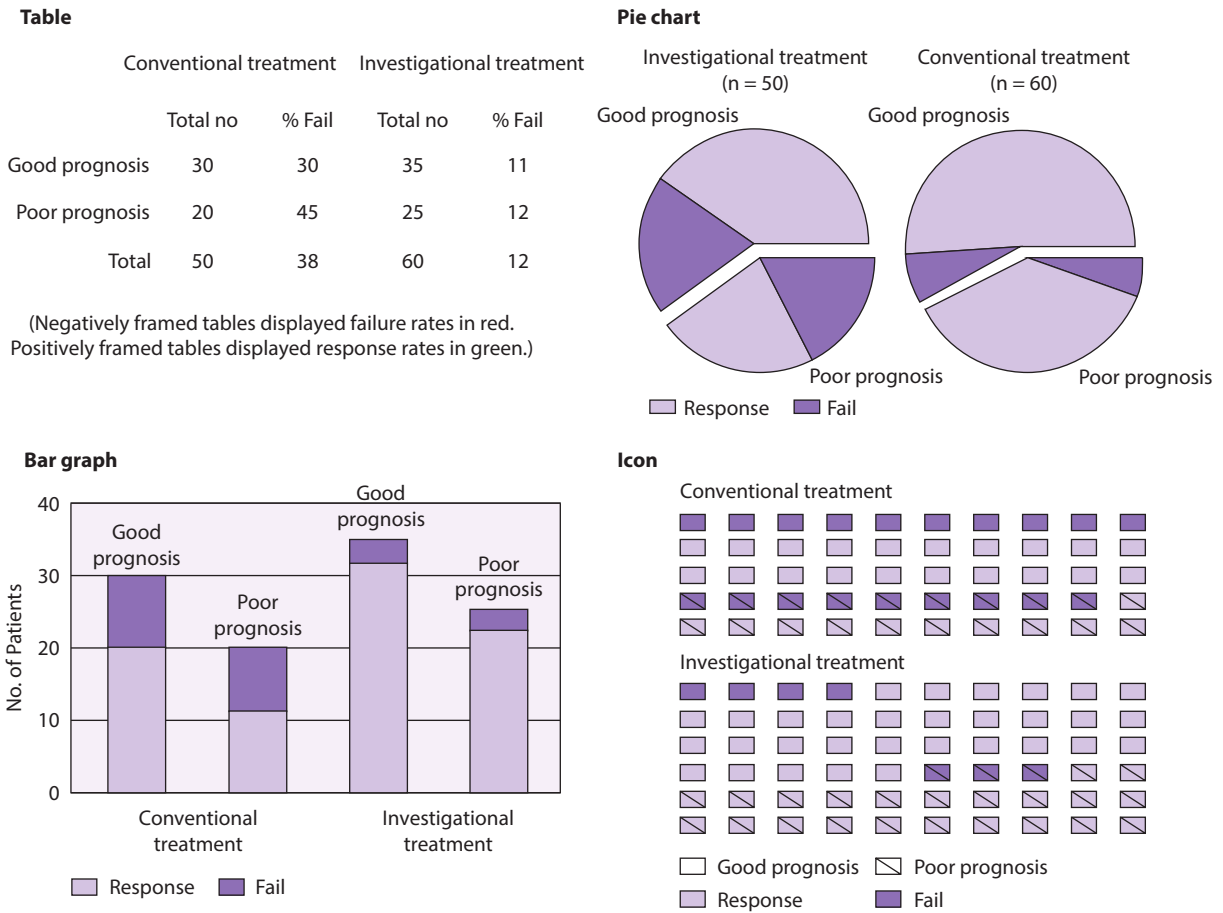 Table
Conventional treatment Investigational treatment
Total no % Fail Total no % Fail
Good prognosis 30 30 35 11
Poor prognosis 20 45 25 12
Total 50 38 60 12
(Negatively framed tables displayed failure rates in red.
Positively framed tables displayed response rates in green.)
Pie chart
Investigational treatment
(n = 50)
Conventional treatment
(n = 60)
Good prognosis
Good prognosis
Poor prognosis
Poor prognosis
Response Fail
Bar graph
No. of Patients
40
30
20
10
0
Good
prognosis
Poor
prognosis
Good
prognosis
Poor
prognosis
Conventional
treatment
Investigational
treatment
Response Fail
Icon
Conventional treatment
Investigational treatment
Good prognosis Poor prognosis
Response Fail